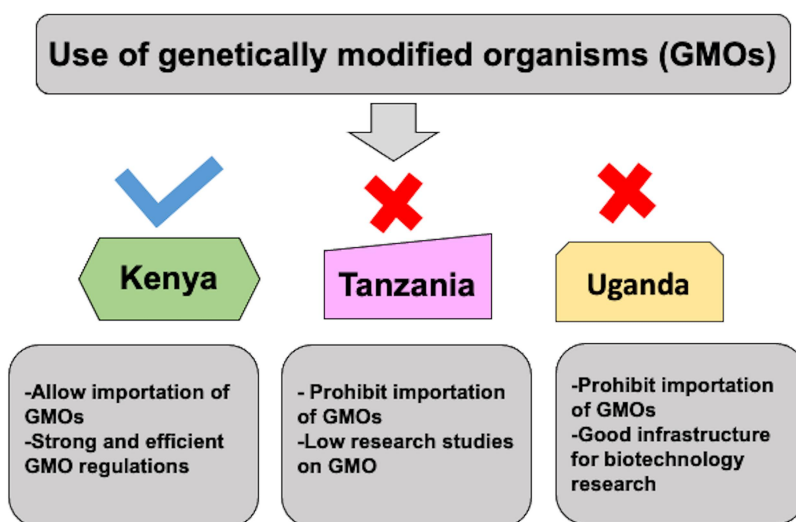 Use of genetically modified organisms (GMOs)
Kenya
Tanzania
Uganda
-Allow importation of
GMOs
-Strong and efficient
GMO regulations
- Prohibit importation
of GMOs
-Low research studies
on GMO
-Prohibit importation
of GMOs
-Good infrastructure
for biotechnology
research